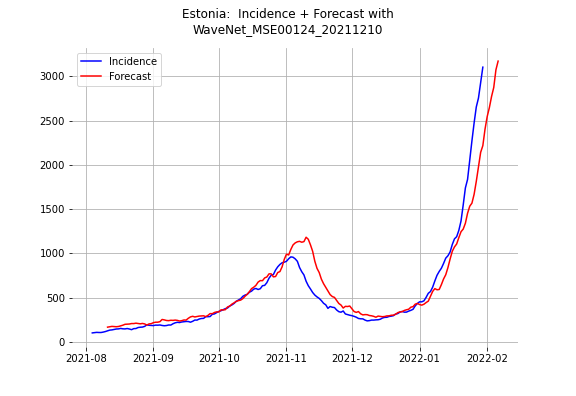 Estonia:  Incidence + Forecast with
WaveNet_MSE00124_20211210
Incidence
Forecast
3000
2500
2000
1500
1000
500
0
2021-08 2021-09 2021-10 2021-11 2021-12 2022-01 2022-02